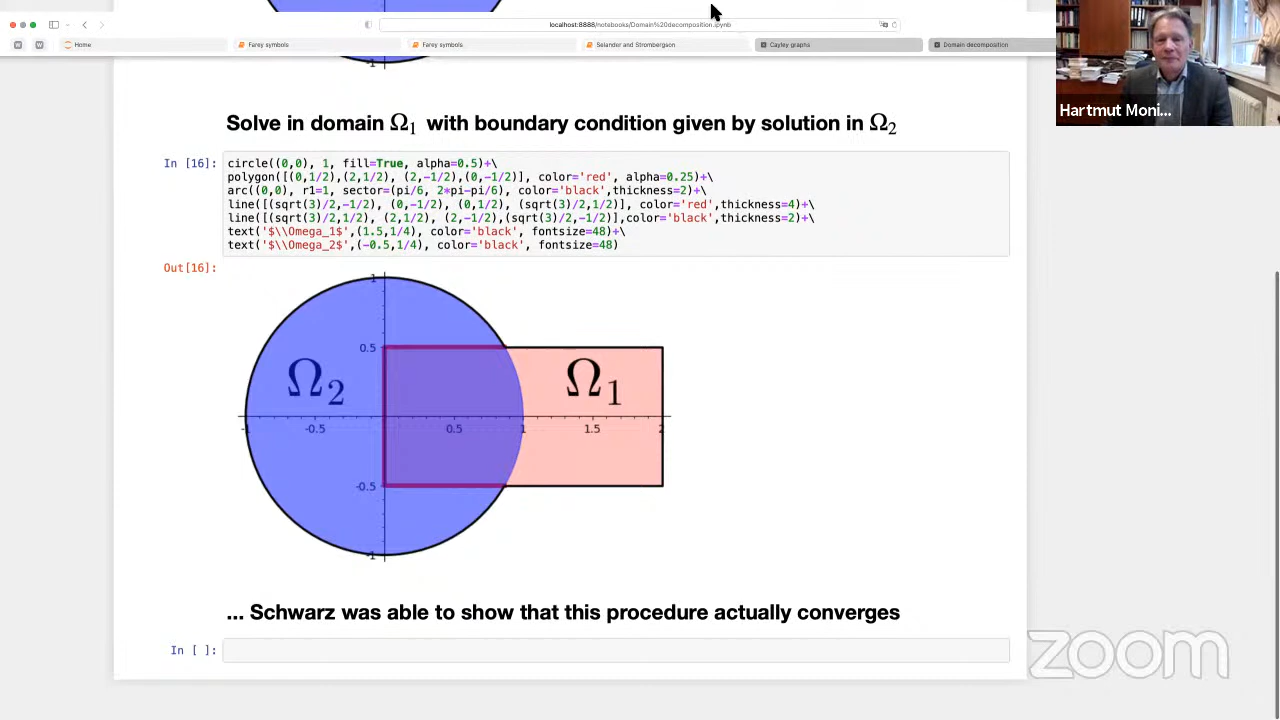 localhost:8888/notebooks/Domain%20decomposition.ipynb
W
W
Home
Farey symbols
Farey symbols
Selander and Strombergson
Cayley graphs
Domain decomposition
Hartmut Moni...
-1
Solve in domain Ω₁ with boundary condition given by solution in Ω₂
In [16]:
circle((0,0), 1, fill=True, alpha=0.5)+\
polygon([(0,1/2),(2,1/2), (2,-1/2),(0,-1/2)], color='red', alpha=0.25)+\
arc((0,0), r1=1, sector=(pi/6, 2*pi-pi/6), color='black',thickness=2)+\
line([(sqrt(3)/2,-1/2), (0,-1/2), (0,1/2), (sqrt(3)/2,1/2)], color='red',thickness=4)+\
line([(sqrt(3)/2,1/2), (2,1/2), (2,-1/2),(sqrt(3)/2,-1/2)],color='black',thickness=2)+\
text('$\\Omega_1$',(1.5,1/4), color='black', fontsize=48)+\
text('$\\Omega_2$',(-0.5,1/4), color='black', fontsize=48)
Out[16]:
1
0.5
Ω₂
Ω₁
-1
-0.5
0.5
1
1.5
2
-0.5
-1
... Schwarz was able to show that this procedure actually converges
In [ ]:
zoom